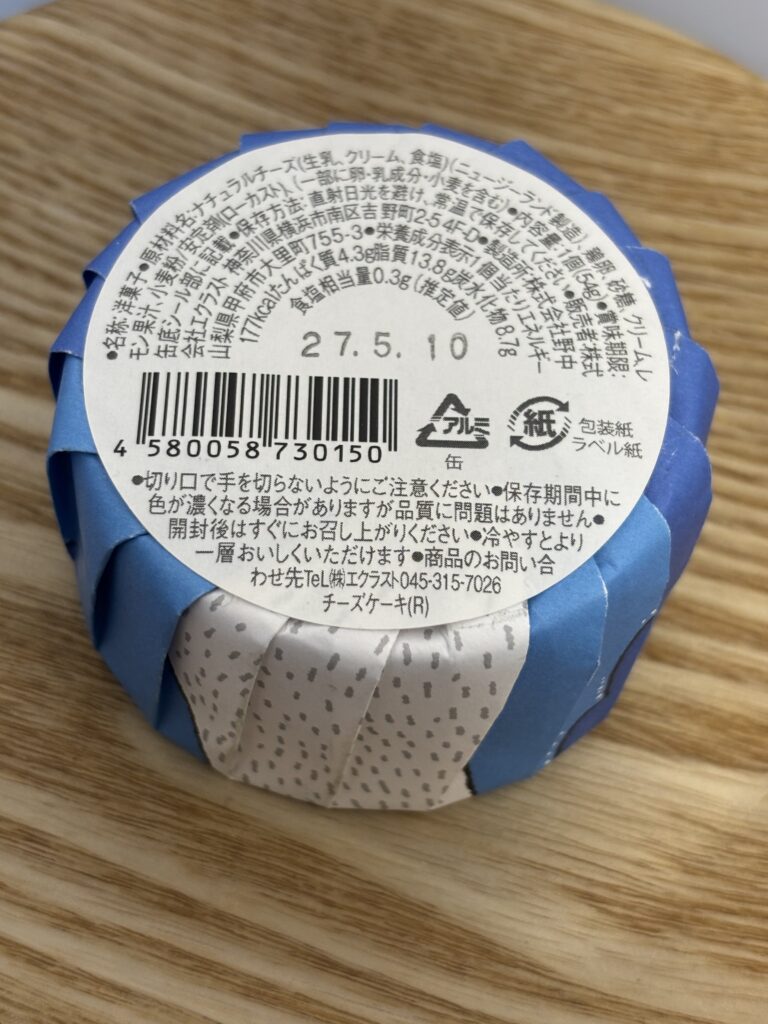 ●名称:洋菓子●原材料名:ナチュラルチーズ(生乳、クリーム、食塩)(ニュージーランド製造)、鶏卵、砂糖、クリーム、レ
モン果汁、小麦粉/安定剤(ローカスト)、(一部に卵・乳成分・小麦を含む)●内容量:1個(54g)●賞味期限:
缶底シール部に記載●保存方法:直射日光を避け、常温で保存してください●販売者:株式
会社エクラスト 神奈川県横浜市南区吉野町2-5 4F-D●製造所:株式会社野中
山梨県甲府市大里町755-3●栄養成分表示/1個当たりエネルギー
177kcalたんぱく質4.3g脂質13.8g炭水化物8.7g
食塩相当量0.3g(推定値)
27.5.10
4 580058 730150
アルミ
缶
紙
包装紙
ラベル紙
●切り口で手を切らないようにご注意ください●保存期間中に
色が濃くなる場合がありますが品質に問題はありません●
開封後はすぐにお召し上がりください●冷やすとより
一層おいしくいただけます●商品のお問い合
わせ先TeL㈱エクラスト045-315-7026
チーズケーキ(R)